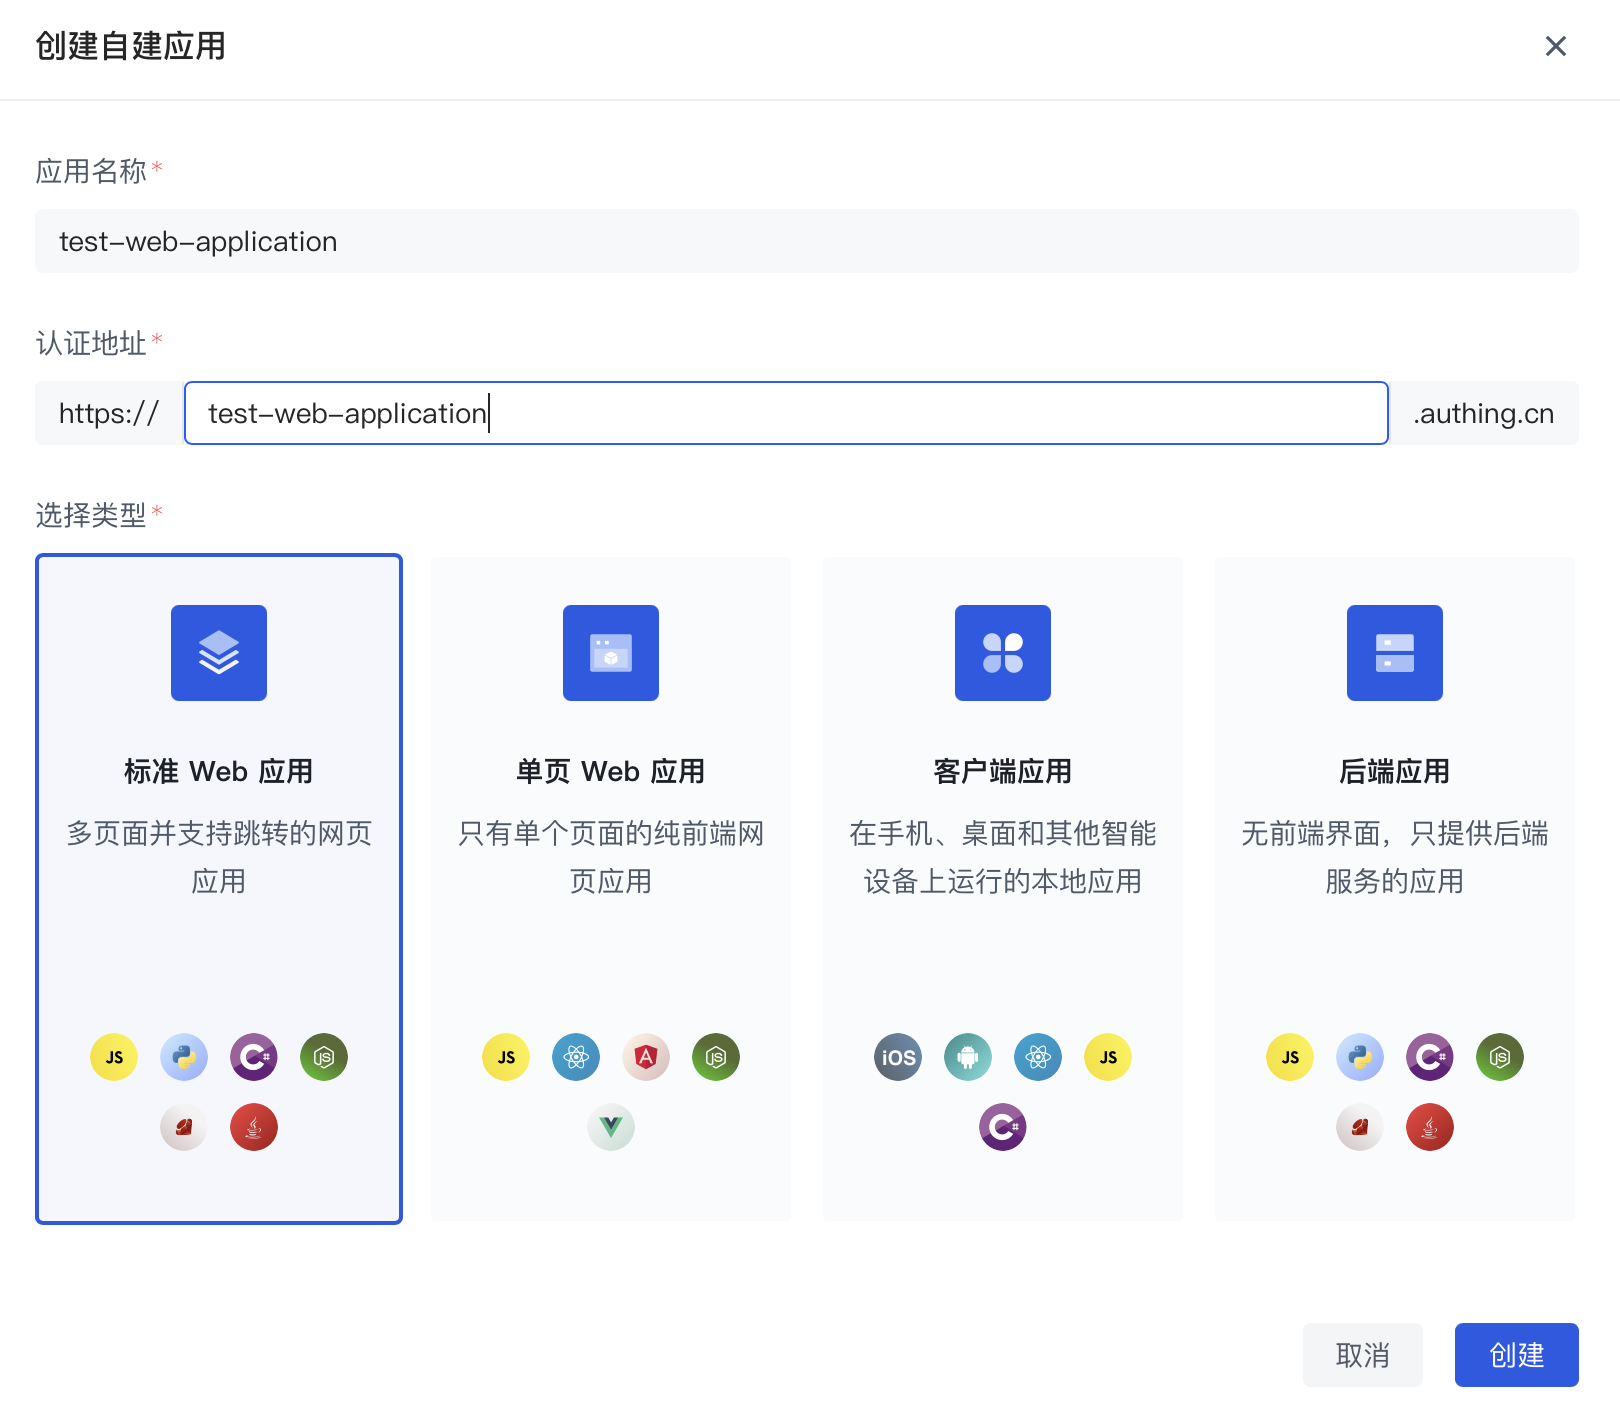 创建自建应用
应用名称*
test-web-application
认证地址*
https:// test-web-application .authing.cn
选择类型*
标准 Web 应用
多页面并支持跳转的网页
应用
JS C# JS
单页 Web 应用
只有单个页面的纯前端网
页应用
JS A JS
客户端应用
在手机、桌面和其他智能
设备上运行的本地应用
iOS JS
C#
后端应用
无前端界面，只提供后端
服务的应用
JS C# JS
取消 创建